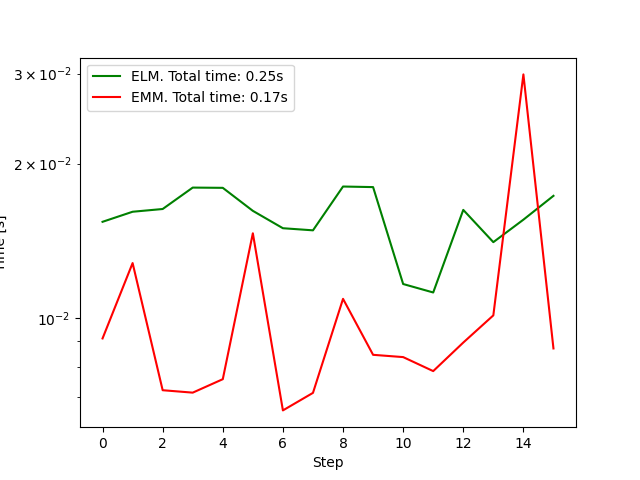 3 × 10⁻²
2 × 10⁻²
10⁻²
ELM. Total time: 0.25s
EMM. Total time: 0.17s
0 2 4 6 8 10 12 14
Step